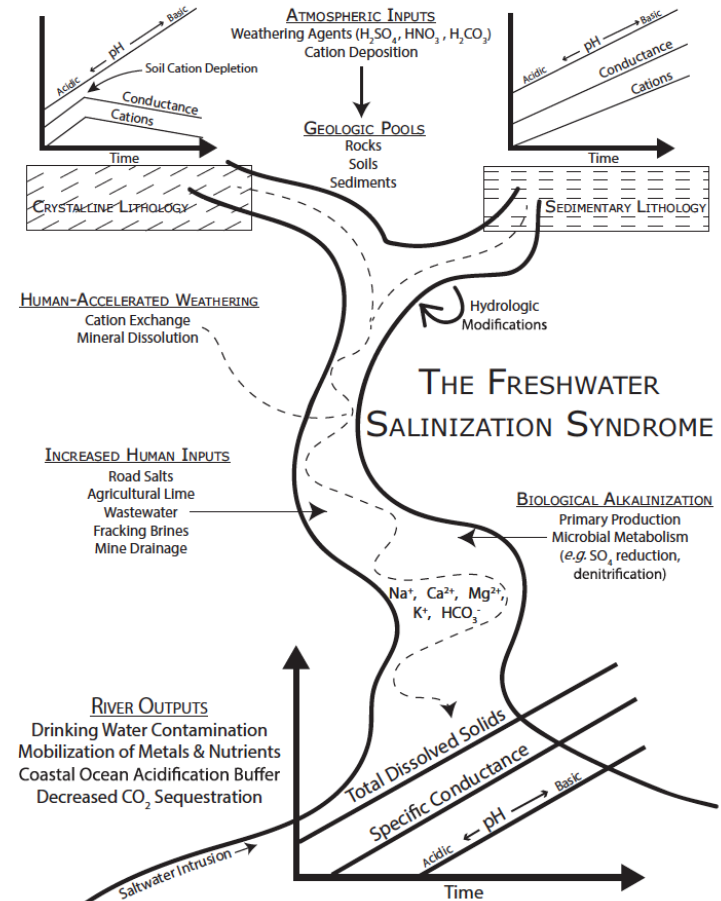 ATMOSPHERIC INPUTS
Weathering Agents (H2SO4, HNO3 , H2CO3)
Cation Deposition
Acidic
pH
Basic
Soil Cation Depletion
Conductance
Cations
Time
Acidic
pH
Basic
Conductance
Cations
Time
GEOLOGIC POOLS
Rocks
Soils
Sediments
CRYSTALLINE LITHOLOGY
SEDIMENTARY LITHOLOGY
HUMAN-ACCELERATED WEATHERING
Cation Exchange
Mineral Dissolution
Hydrologic
Modifications
THE FRESHWATER
SALINIZATION SYNDROME
INCREASED HUMAN INPUTS
Road Salts
Agricultural Lime
Wastewater
Fracking Brines
Mine Drainage
BIOLOGICAL ALKALINIZATION
Primary Production
Microbial Metabolism
(e.g. SO4 reduction,
denitrification)
Na+, Ca2+, Mg2+,
K+, HCO3-
RIVER OUTPUTS
Drinking Water Contamination
Mobilization of Metals & Nutrients
Coastal Ocean Acidification Buffer
Decreased CO2 Sequestration
Total Dissolved Solids
Specific Conductance
Acidic
pH
Basic
Saltwater Intrusion
Time